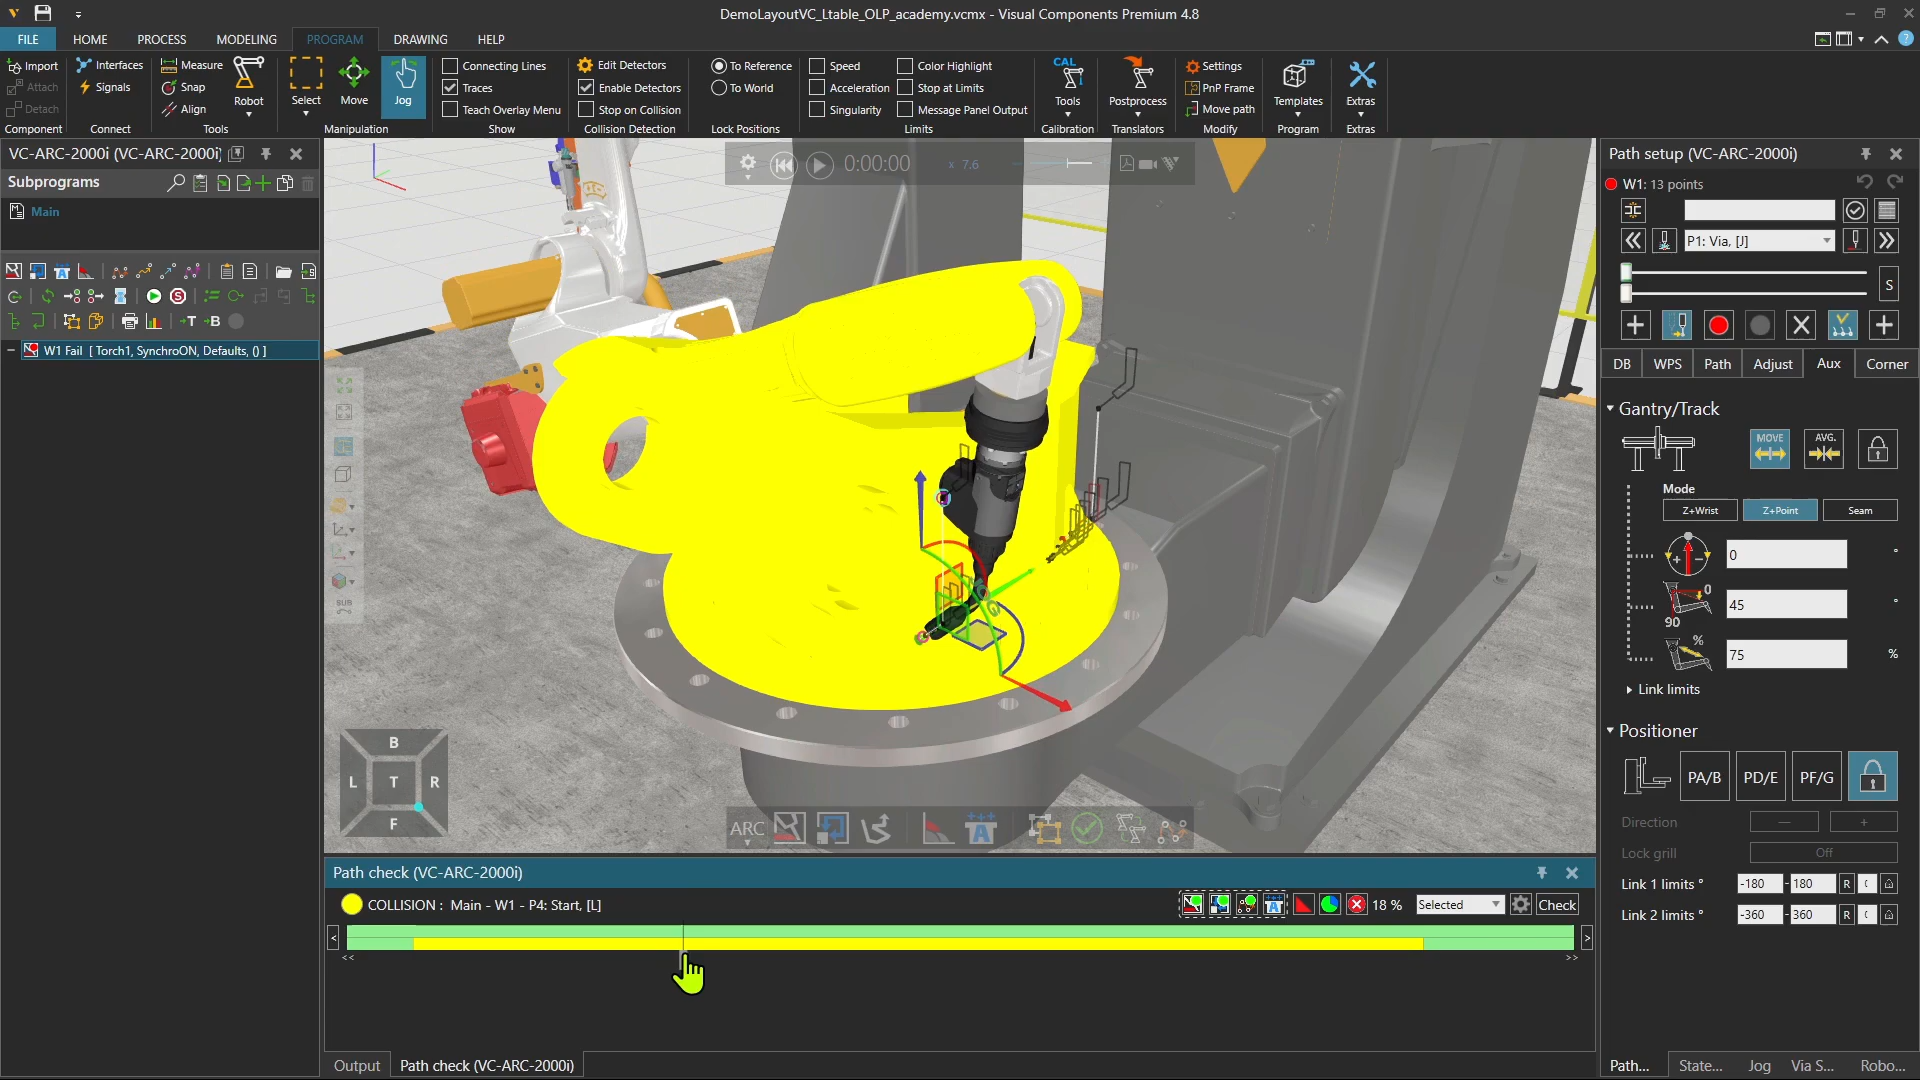 DemoLayoutVC_Ltable_OLP_academy.vcmx - Visual Components Premium 4.8
FILE HOME PROCESS MODELING PROGRAM DRAWING HELP
Import Interfaces Measure Connecting Lines Edit Detectors To Reference Speed Color Highlight Settings
Attach Signals Snap Traces Enable Detectors To World Acceleration Stop at Limits PnP Frame
Detach Align Robot Select Move Jog Teach Overlay Menu Stop on Collision Singularity Message Panel Output CAL Tools Postprocess Move path Templates Extras
Component Connect Tools Manipulation Show Collision Detection Lock Positions Limits Calibration Translators Modify Program Extras
VC-ARC-2000i (VC-ARC-2000i)
Subprograms
Main
W1 Fail [ Torch1, SynchroON, Defaults, () ]
0:00:00 x 7.6
SUB
B
L T R
F
ARC
Path check (VC-ARC-2000i)
COLLISION : Main - W1 - P4: Start, [L]
18 % Selected Check
< >
<< >>
Output Path check (VC-ARC-2000i)
Path setup (VC-ARC-2000i)
W1: 13 points
P1: Via, [J]
S
DB WPS Path Adjust Aux Corner
Gantry/Track
MOVE AVG.
Mode
Z+Wrist Z+Point Seam
0 °
0
45 °
90
%
75 %
Link limits
Positioner
PA/B PD/E PF/G
Direction — +
Lock grill Off
Link 1 limits ° -180 - 180 R
Link 2 limits ° -360 - 360 R
Path... State... Jog Via S... Robo...